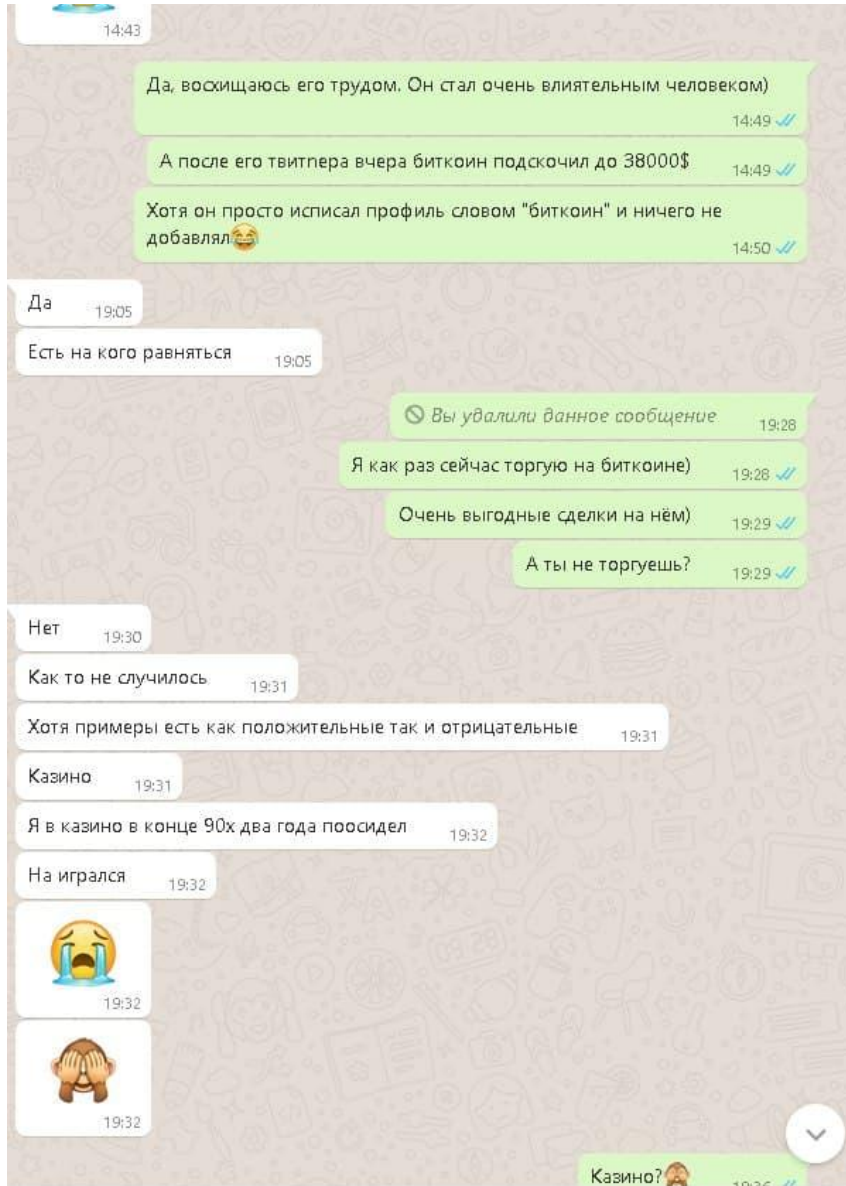 14:43
Да, восхищаюсь его трудом. Он стал очень влиятельным человеком)
14:49
А после его твитпера вчера биткоин подскочил до 38000$
14:49
Хотя он просто исписал профиль словом "биткоин" и ничего не
добавлял😂
14:50
Да
19:05
Есть на кого равняться
19:05
Вы удалили данное сообщение
19:28
Я как раз сейчас торгую на биткоине)
19:28
Очень выгодные сделки на нём)
19:29
А ты не торгуешь?
19:29
Нет
19:30
Как то не случилось
19:31
Хотя примеры есть как положительные так и отрицательные
19:31
Казино
19:31
Я в казино в конце 90х два года поосидел
19:32
На игрался
19:32
19:32
19:32
Казино?🙈
19:36